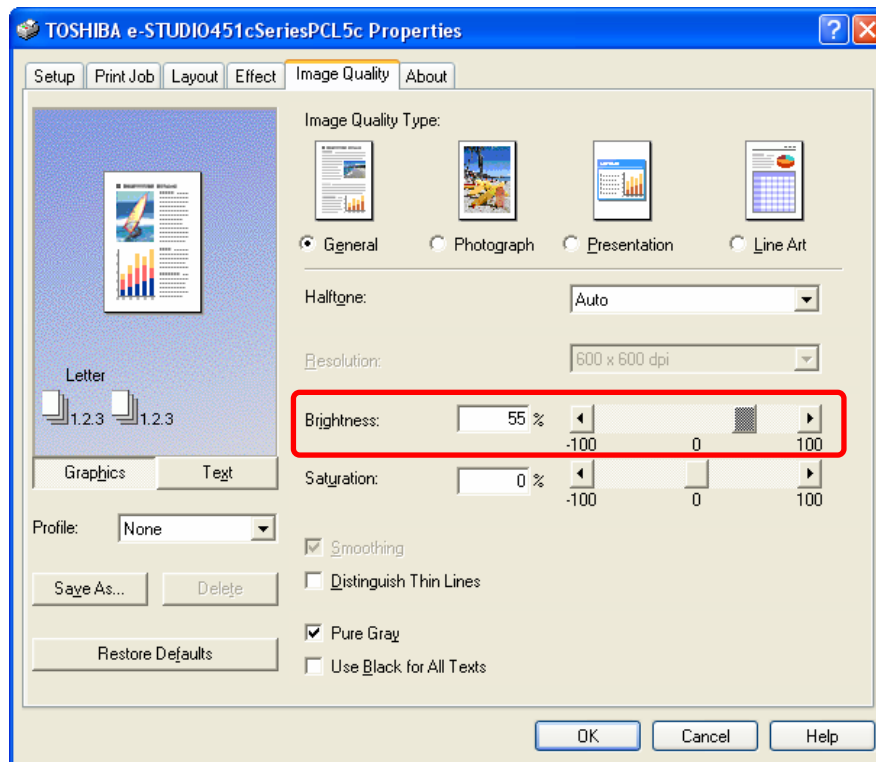 TOSHIBA e-STUDIO451cSeriesPCL5c Properties
Setup Print Job Layout Effect Image Quality About
Image Quality Type:
General Photograph Presentation Line Art
Halftone: Auto
Resolution: 600 x 600 dpi
Letter
1.2.3 1.2.3
Brightness: 55 %
-100 0 100
Graphics Text
Saturation: 0 %
-100 0 100
Profile: None
Smoothing
Save As... Delete
Distinguish Thin Lines
Restore Defaults
Pure Gray
Use Black for All Texts
OK Cancel Help